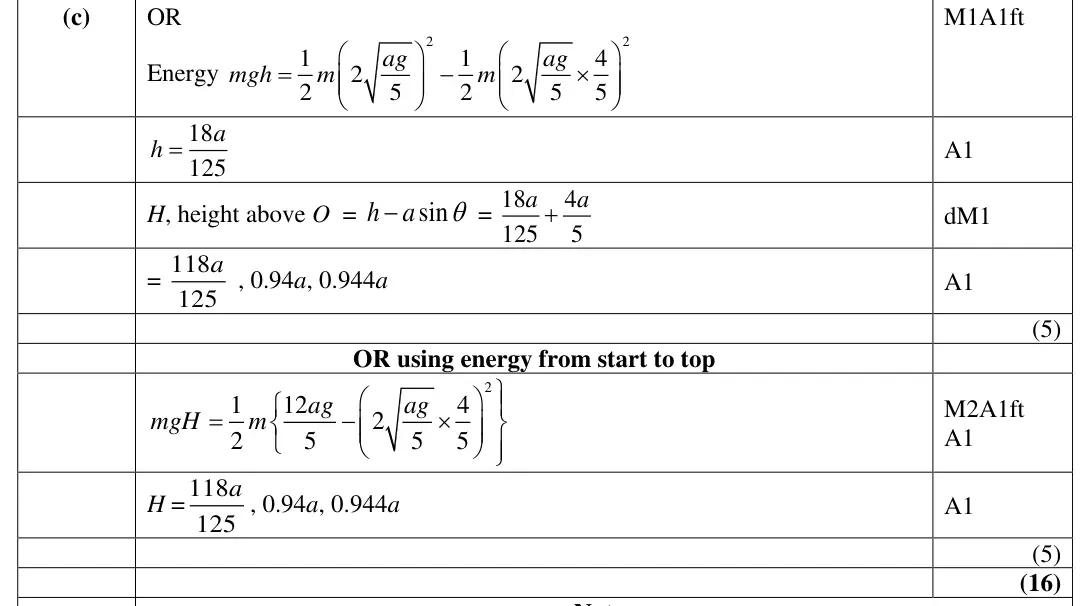 (c) OR M1A1ft
Energy mgh = 1/2 m(2√(ag/5))² − 1/2 m(2√(ag/5) × 4/5)²
h = 18a/125 A1
H, height above O = h − a sin θ = 18a/125 + 4a/5 dM1
= 118a/125 , 0.94a, 0.944a A1
(5)
OR using energy from start to top
mgH = 1/2 m{12ag/5 − (2√(ag/5) × 4/5)²} M2A1ft
A1
H = 118a/125 , 0.94a, 0.944a A1
(5)
(16)